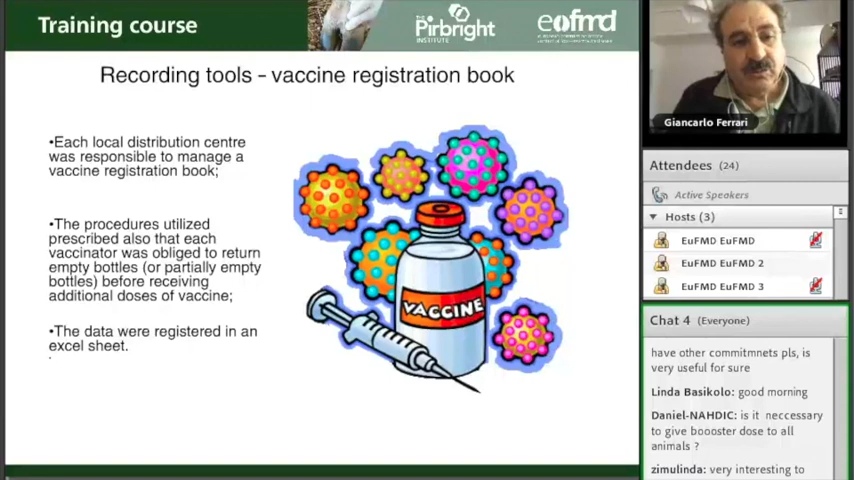 Training course
THE
Pirbright
INSTITUTE
eofmd
Recording tools - vaccine registration book
•Each local distribution centre
was responsible to manage a
vaccine registration book;
•The procedures utilized
prescribed also that each
vaccinator was obliged to return
empty bottles (or partially empty
bottles) before receiving
additional doses of vaccine;
•The data were registered in an
excel sheet.
VACCINE
Giancarlo Ferrari
Attendees (24)
Active Speakers
Hosts (3)
EuFMD EuFMD
EuFMD EuFMD 2
EuFMD EuFMD 3
Chat 4 (Everyone)
have other commitmnets pls, is
very useful for sure
Linda Basikolo: good morning
Daniel-NAHDIC: is it neccessary
to give boooster dose to all
animals ?
zimulinda: very interesting to